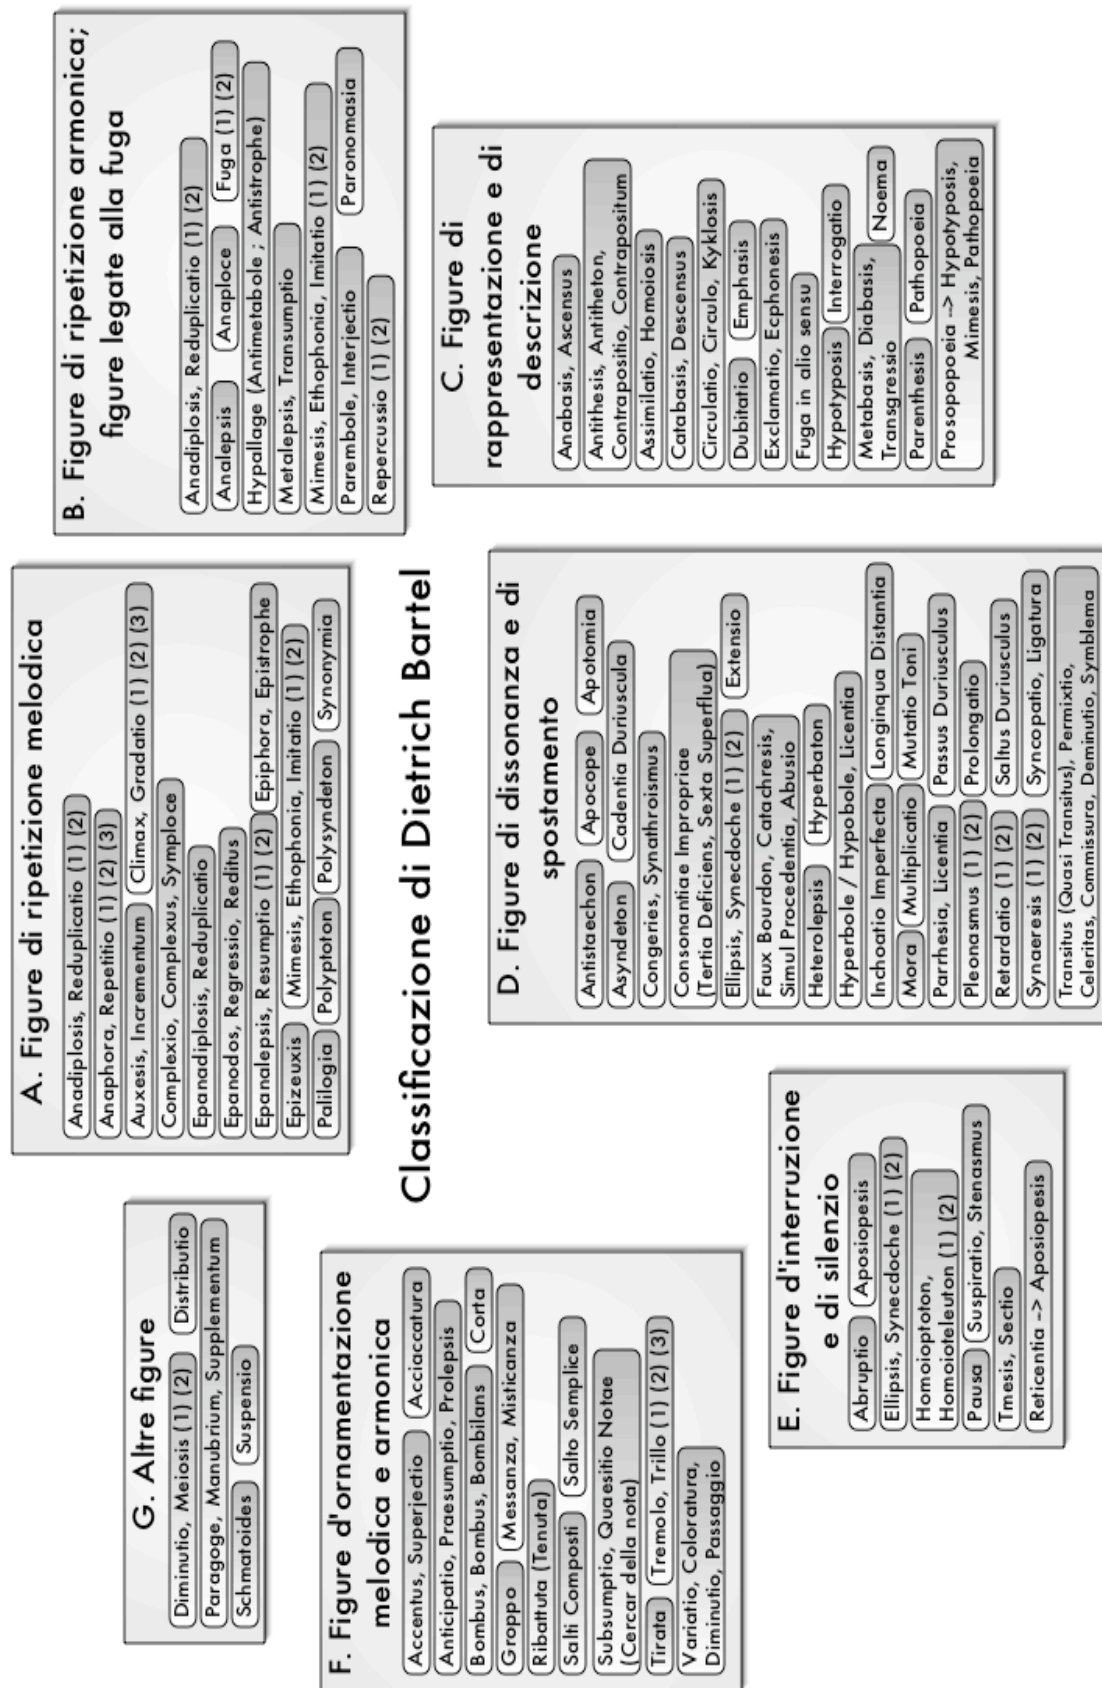 Classificazione di Dietrich Bartel
A. Figure di ripetizione melodica
Anadiplosis, Reduplicatio (1) (2)
Anaphora, Repetitio (1) (2) (3)
Auxesis, Incrementum Climax, Gradatio (1) (2) (3)
Complexio, Complexus, Symploce
Epanadiplosis, Reduplicatio
Epanodos, Regressio, Reditus
Epanalepsis, Resumptio (1) (2) Epiphora, Epistrophe
Epizeuxis Mimesis, Ethophonia, Imitatio (1) (2)
Palilogia Polyptoton Polysyndeton Synonymia
B. Figure di ripetizione armonica;
figure legate alla fuga
Anadiplosis, Reduplicatio (1) (2)
Analepsis Anaploce Fuga (1) (2)
Hypallage (Antimetabole ; Antistrophe)
Metalepsis, Transumptio
Mimesis, Ethophonia, Imitatio (1) (2)
Parembole, Interjectio Paronomasia
Repercussio (1) (2)
C. Figure di
rappresentazione e di
descrizione
Anabasis, Ascensus
Antithesis, Antitheton,
Contrapositio, Contrapositum
Assimilatio, Homoiosis
Catabasis, Descensus
Circulatio, Circulo, Kyklosis
Dubitatio Emphasis
Exclamatio, Ecphonesis
Fuga in alio sensu
Hypotyposis Interrogatio
Metabasis, Diabasis,
Transgressio Noema
Parenthesis Pathopoeia
Prosopopoeia --> Hypotyposis,
Mimesis, Pathopoeia
D. Figure di dissonanza e di
spostamento
Antistaechon Apocope Apotomia
Asyndeton Cadentia Duriuscula
Congeries, Synathroismus
Consonantiae Impropriae
(Tertia Deficiens, Sexta Superflua)
Ellipsis, Synecdoche (1) (2) Extensio
Faux Bourdon, Catachresis,
Simul Procedentia, Abusio
Heterolepsis Hyperbaton
Hyperbole / Hypobole, Licentia
Inchoatio Imperfecta Longinqua Distantia
Mora Multiplicatio Mutatio Toni
Parrhesia, Licentia Passus Duriusculus
Pleonasmus (1) (2) Prolongatio
Retardatio (1) (2) Saltus Duriusculus
Synaeresis (1) (2) Syncopatio, Ligatura
Transitus (Quasi Transitus), Permixtio,
Celeritas, Commissura, Deminutio, Symblema
E. Figure d'interruzione
e di silenzio
Abruptio Aposiopesis
Ellipsis, Synecdoche (1) (2)
Homoioptoton,
Homoioteleuton (1) (2)
Pausa Suspiratio, Stenasmus
Tmesis, Sectio
Reticentia --> Aposiopesis
F. Figure d'ornamentazione
melodica e armonica
Accentus, Superjectio Acciaccatura
Anticipatio, Praesumptio, Prolepsis
Bombus, Bombus, Bombilans Corta
Groppo Messanza, Misticanza
Ribattuta (Tenuta)
Salti Composti Salto Semplice
Subsumptio, Quaesitio Notae
(Cercar della nota)
Tirata Tremolo, Trillo (1) (2) (3)
Variatio, Coloratura,
Diminutio, Passaggio
G. Altre figure
Diminutio, Meiosis (1) (2) Distributio
Paragoge, Manubrium, Supplementum
Schmatoides Suspensio